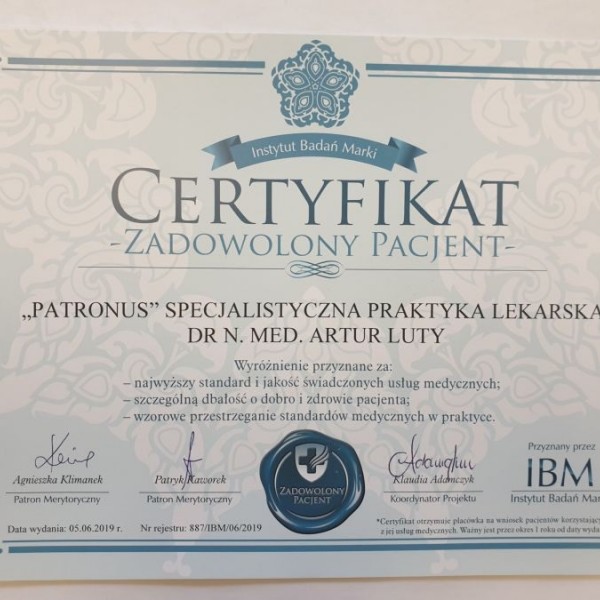 Instytut Badań Marki
CERTYFIKAT
-ZADOWOLONY PACJENT-
„PATRONUS” SPECJALISTYCZNA PRAKTYKA LEKARSKA
DR N. MED. ARTUR LUTY
Wyróżnienie przyznane za:
– najwyższy standard i jakość świadczonych usług medycznych;
– szczególną dbałość o dobro i zdrowie pacjenta;
– wzorowe przestrzeganie standardów medycznych w praktyce.
Agnieszka Klimanek
Patron Merytoryczny
Patryk Jaworek
Patron Merytoryczny
ZADOWOLONY
PACJENT
Klaudia Adamczyk
Koordynator Projektu
Przyznany przez
IBM
Instytut Badań Mar
Data wydania: 05.06.2019 r.
Nr rejestru: 887/IBM/06/2019
*Certyfikat otrzymuje placówka na wniosek pacjentów korzystając
z jej usług medycznych. Ważny jest przez okres 1 roku od daty wyda